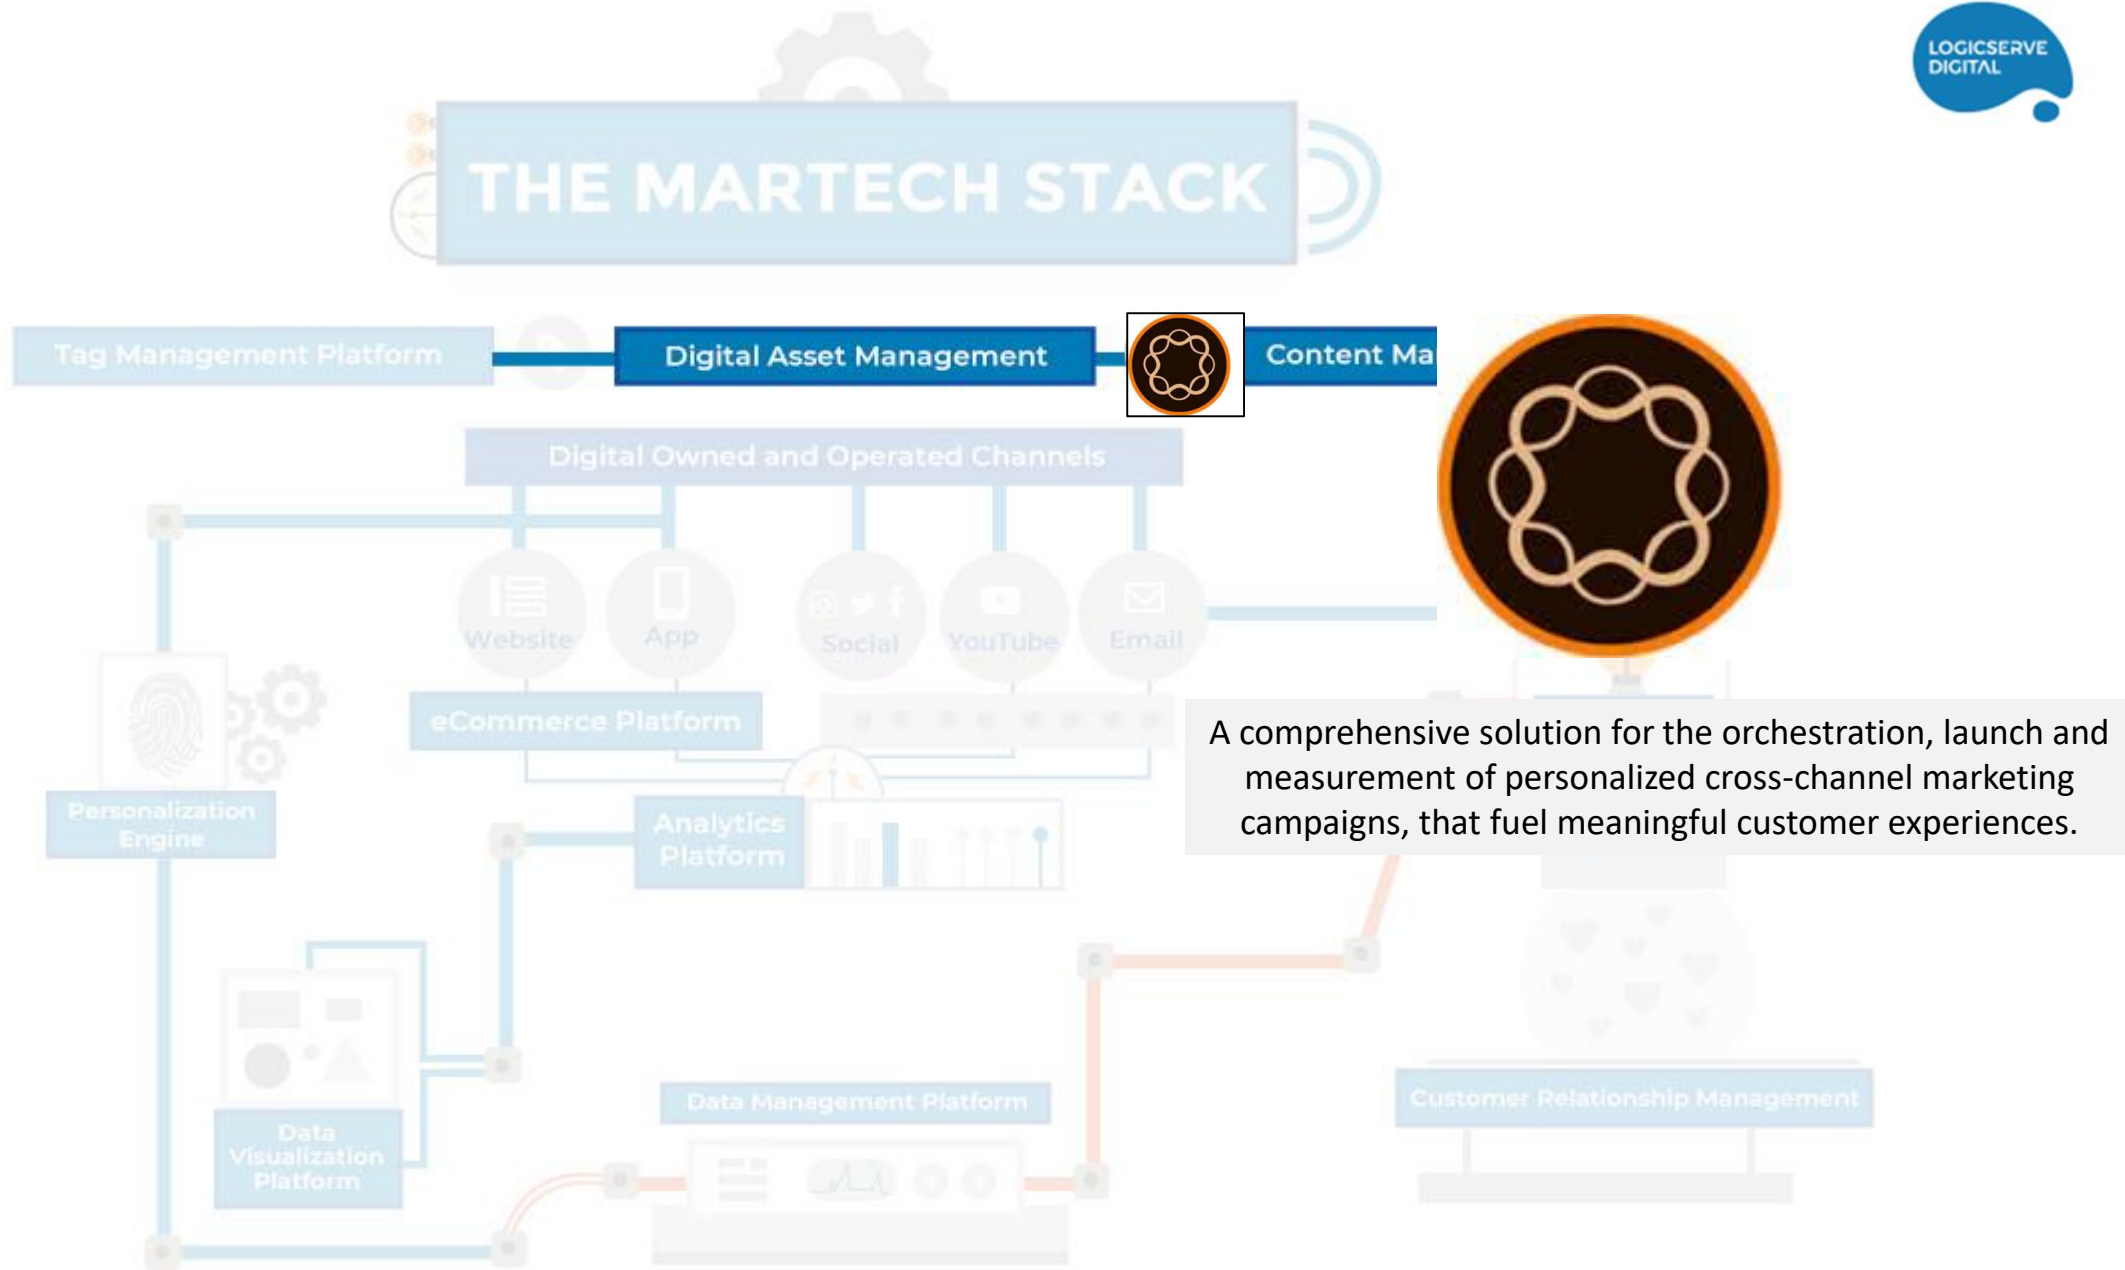 LOGICSERVE
DIGITAL
THE MARTECH STACK
Tag Management Platform
Digital Asset Management
Content Ma
Digital Owned and Operated Channels
Website
App
Social
YouTube
Email
eCommerce Platform
A comprehensive solution for the orchestration, launch and
measurement of personalized cross-channel marketing
campaigns, that fuel meaningful customer experiences.
Personalization
Engine
Analytics
Platform
Data Management Platform
Customer Relationship Management
Data
Visualization
Platform